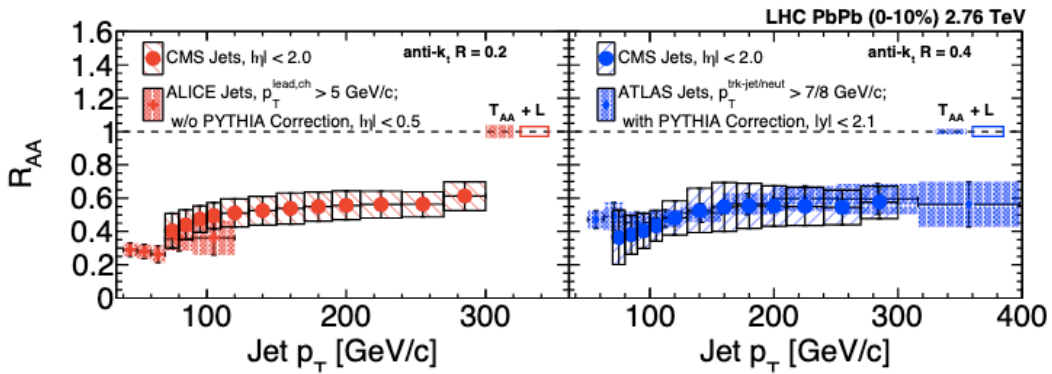 LHC PbPb (0-10%) 2.76 TeV
1.6
1.4
1.2
1
0.8
0.6
0.4
0.2
0
R_AA
anti-k_t R = 0.2
CMS Jets, |η| < 2.0
ALICE Jets, p_T^lead,ch > 5 GeV/c;
w/o PYTHIA Correction, |η| < 0.5
T_AA + L
100 200 300
Jet p_T [GeV/c]
anti-k_t R = 0.4
CMS Jets, |η| < 2.0
ATLAS Jets, p_T^trk-jet/neut > 7/8 GeV/c;
with PYTHIA Correction, |y| < 2.1
T_AA + L
100 200 300 400
Jet p_T [GeV/c]